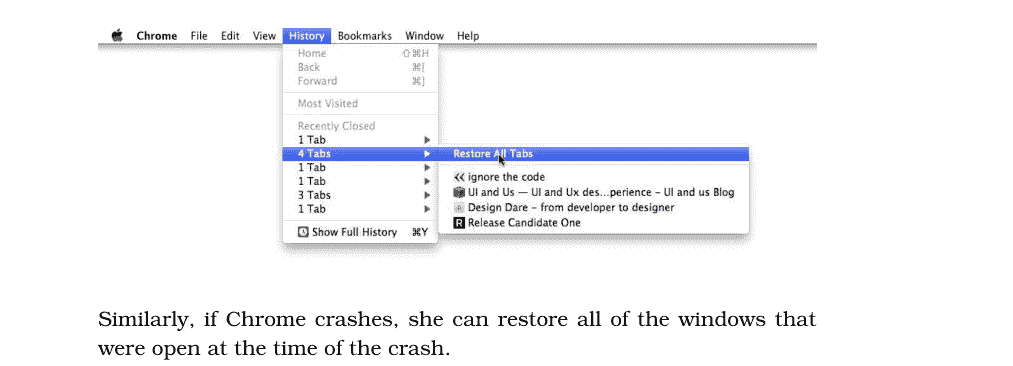 Chrome File Edit View History Bookmarks Window Help
Home ⇧⌘H
Back ⌘[
Forward ⌘]
Most Visited
Recently Closed
1 Tab
4 Tabs
1 Tab
1 Tab
3 Tabs
1 Tab
Show Full History ⌘Y
Restore All Tabs
ignore the code
UI and Us — UI and Ux des...perience – UI and us Blog
Design Dare – from developer to designer
Release Candidate One
Similarly, if Chrome crashes, she can restore all of the windows that
were open at the time of the crash.